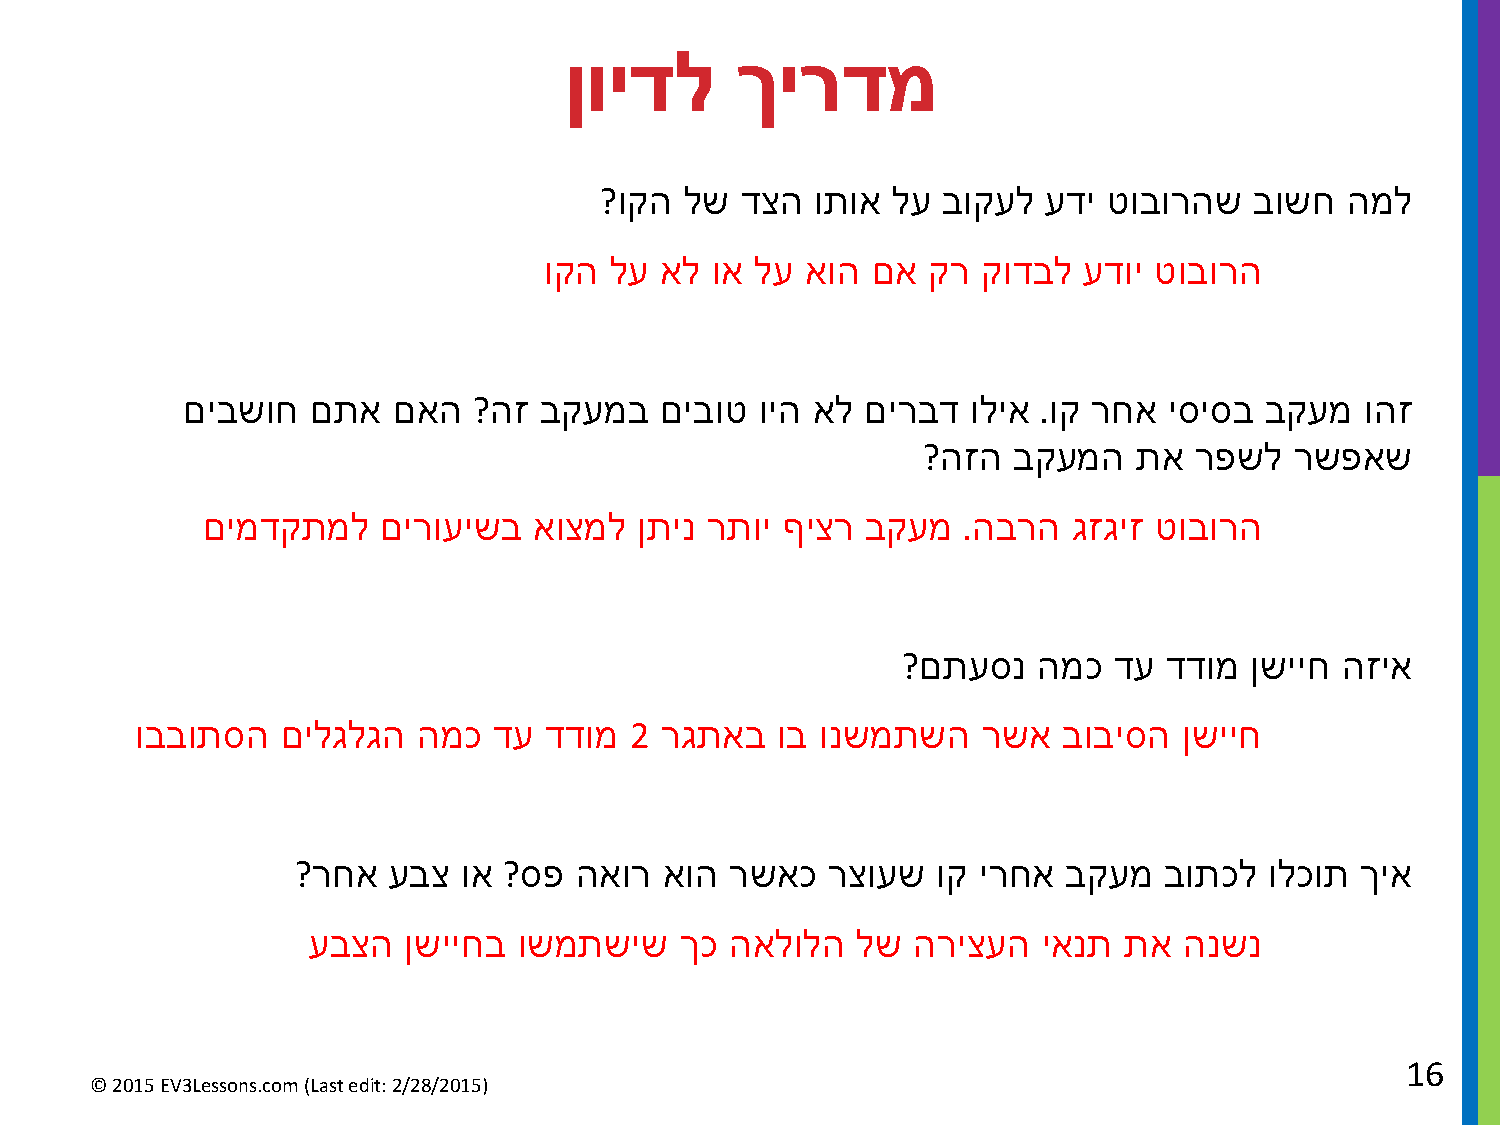 מדריך לדיון
למה חשוב שהרובוט ידע לעקוב על אותו הצד של הקו?
הרובוט יודע לבדוק רק אם הוא על או לא על הקו
זהו מעקב בסיסי אחר קו. אילו דברים לא היו טובים במעקב זה? האם אתם חושבים
שאפשר לשפר את המעקב הזה?
הרובוט זיגזג הרבה. מעקב רציף יותר ניתן למצוא בשיעורים למתקדמים
איזה חיישן מודד עד כמה נסעתם?
חיישן הסיבוב אשר השתמשנו בו באתגר 2 מודד עד כמה הגלגלים הסתובבו
איך תוכלו לכתוב מעקב אחרי קו שעוצר כאשר הוא רואה פס? או צבע אחר?
נשנה את תנאי העצירה של הלולאה כך שישתמשו בחיישן הצבע
© 2015 EV3Lessons.com (Last edit: 2/28/2015)
16